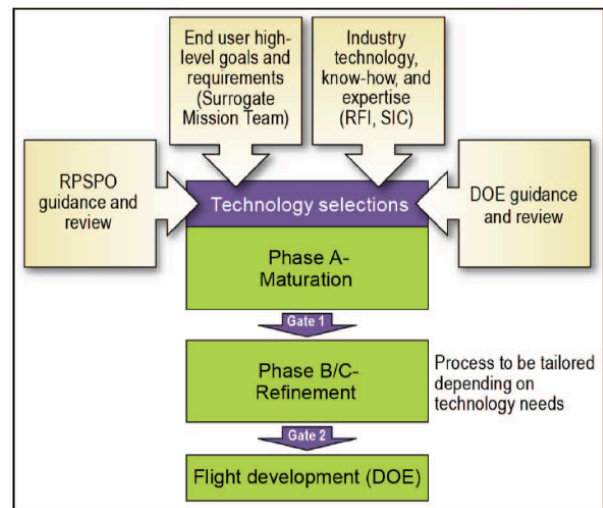 End user high-
level goals and
requirements
(Surrogate
Mission Team)
Industry
technology,
know-how, and
expertise
(RFI, SIC)
RPSPO
guidance and
review
Technology selections
DOE guidance
and review
Phase A-
Maturation
Gate 1
Phase B/C-
Refinement
Process to be tailored
depending on
technology needs
Gate 2
Flight development (DOE)